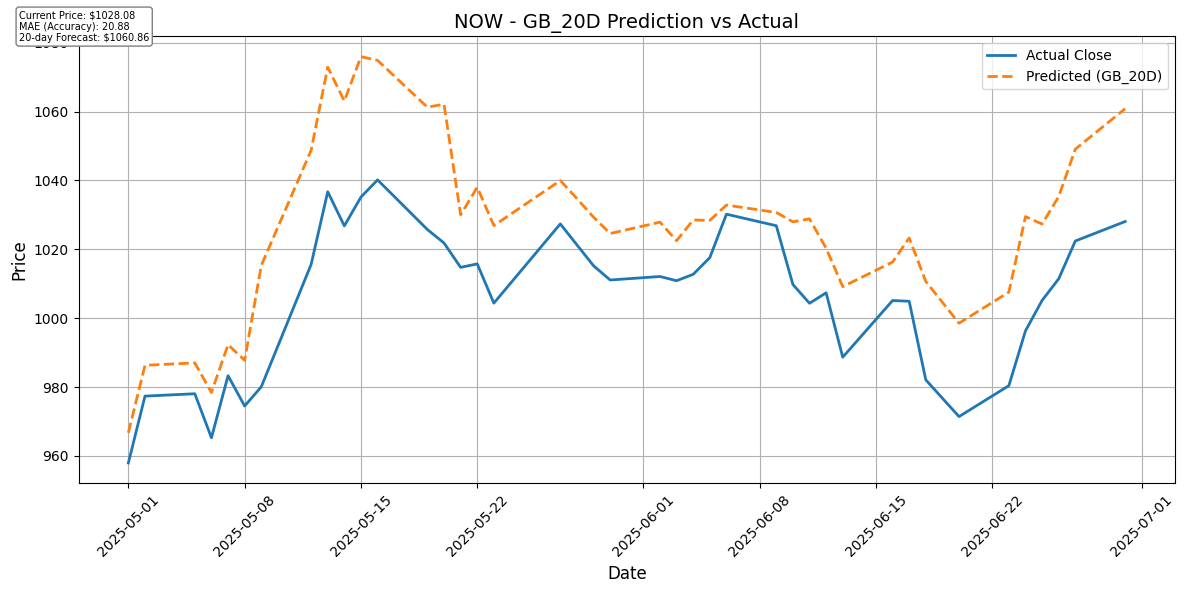 NOW - GB_20D Prediction vs Actual
Current Price: $1028.08
MAE (Accuracy): 20.88
20-day Forecast: $1060.86
Actual Close
Predicted (GB_20D)
Price
1060
1040
1020
1000
980
960
2025-05-01
2025-05-08
2025-05-15
2025-05-22
2025-06-01
2025-06-08
2025-06-15
2025-06-22
2025-07-01
Date